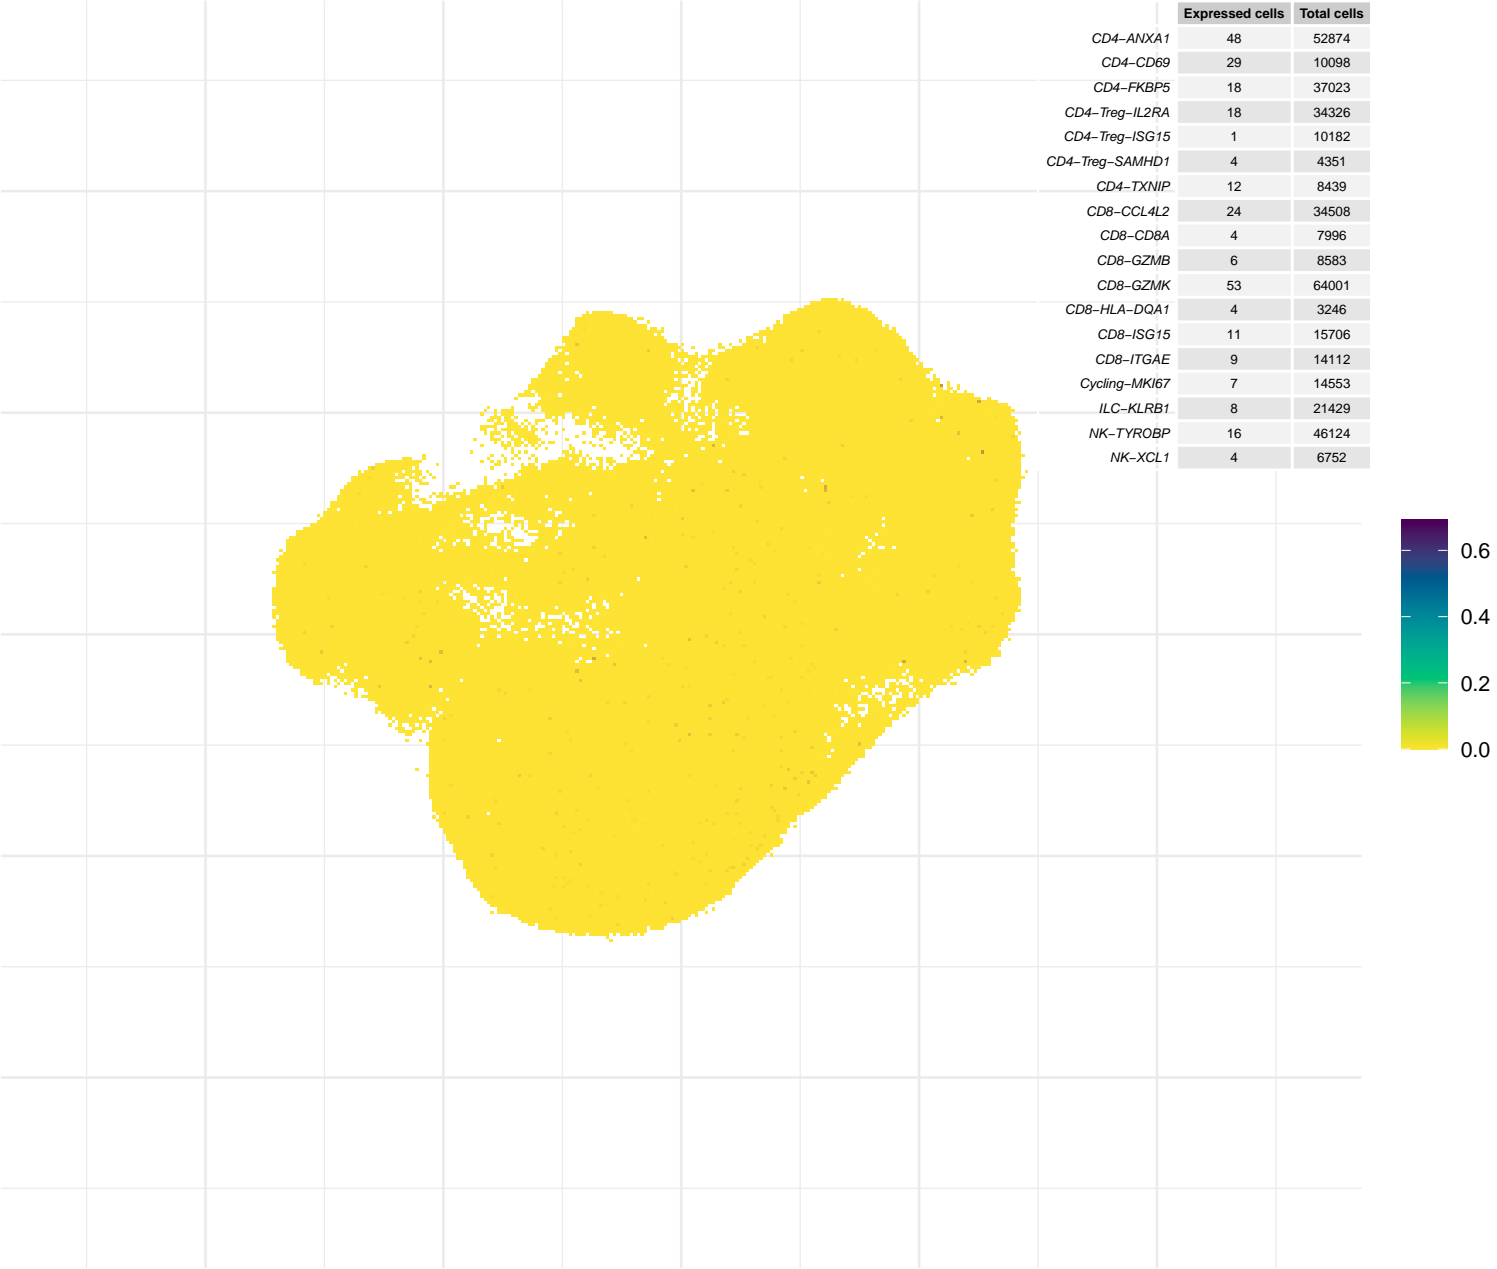 Expressed cells Total cells
CD4−ANXA1 48 52874
CD4−CD69 29 10098
CD4−FKBP5 18 37023
CD4−Treg−IL2RA 18 34326
CD4−Treg−ISG15 1 10182
CD4−Treg−SAMHD1 4 4351
CD4−TXNIP 12 8439
CD8−CCL4L2 24 34508
CD8−CD8A 4 7996
CD8−GZMB 6 8583
CD8−GZMK 53 64001
CD8−HLA−DQA1 4 3246
CD8−ISG15 11 15706
CD8−ITGAE 9 14112
Cycling−MKI67 7 14553
ILC−KLRB1 8 21429
NK−TYROBP 16 46124
NK−XCL1 4 6752
0.6
0.4
0.2
0.0